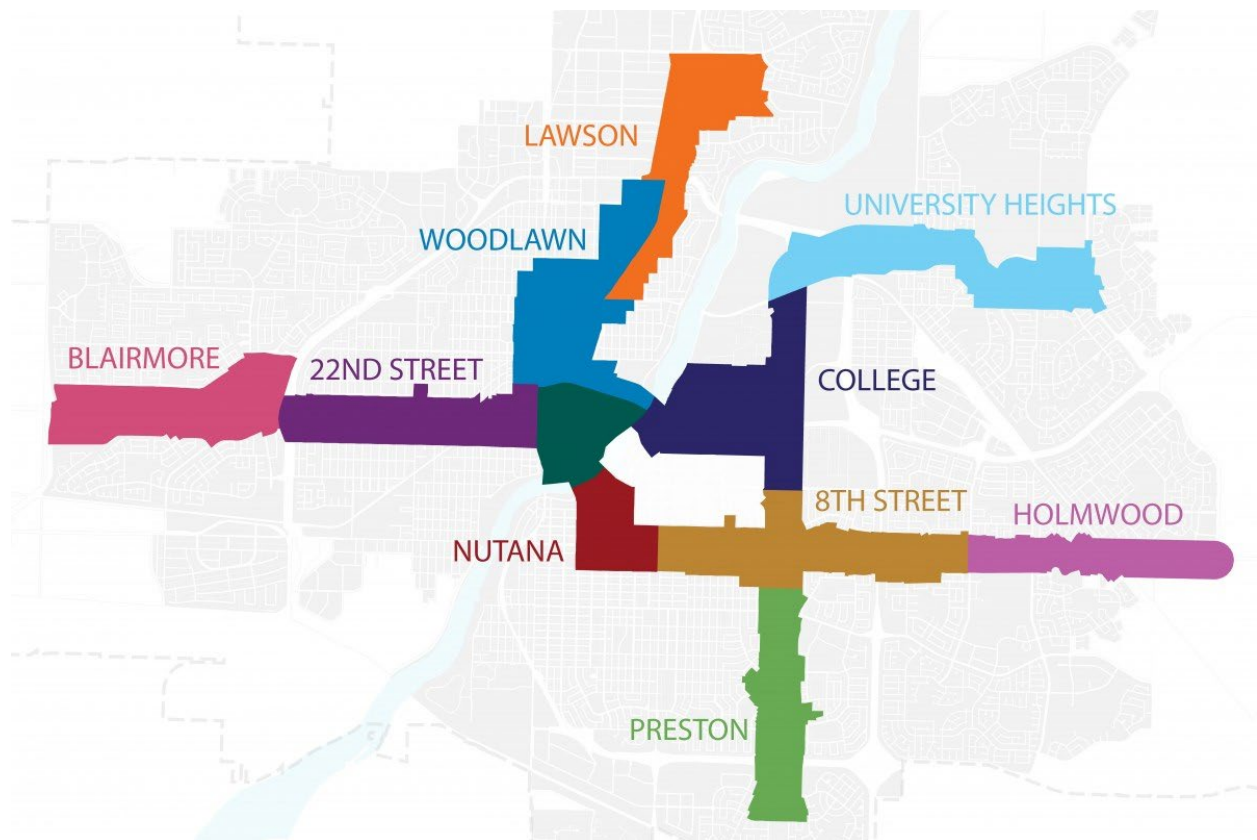 LAWSON
UNIVERSITY HEIGHTS
WOODLAWN
BLAIRMORE
22ND STREET
COLLEGE
8TH STREET
HOLMWOOD
NUTANA
PRESTON